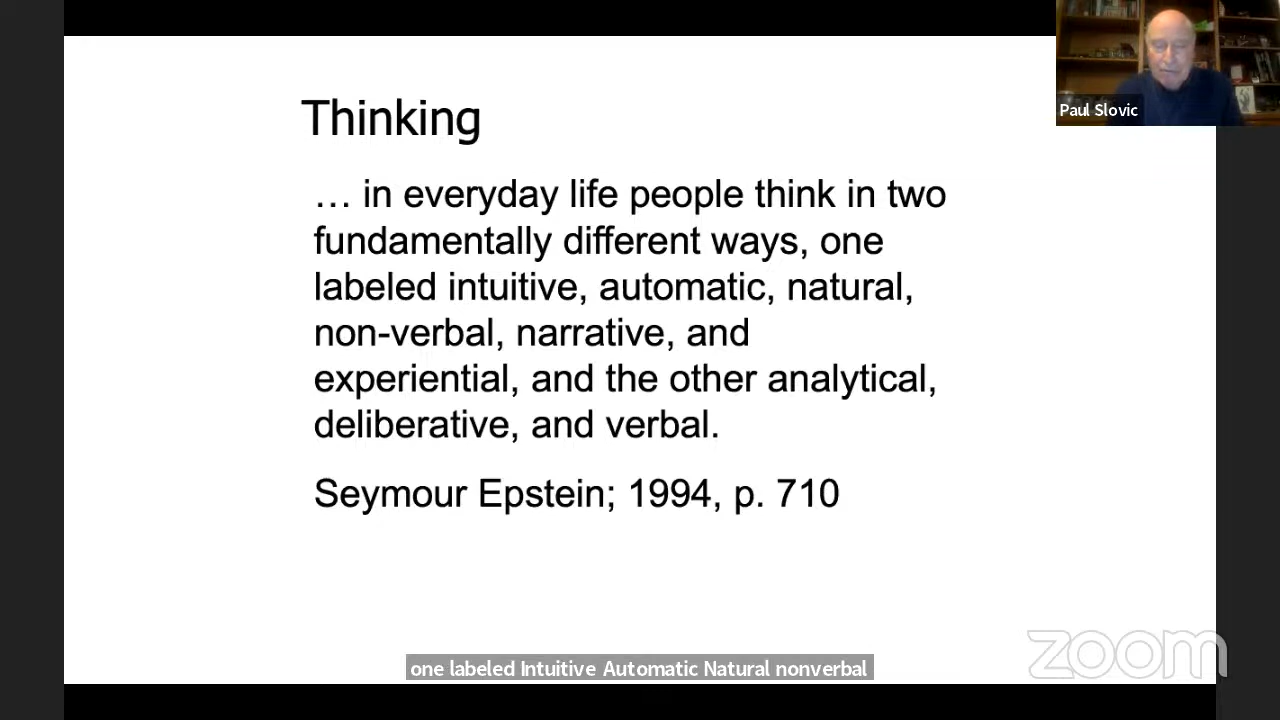 Paul Slovic
Thinking
… in everyday life people think in two
fundamentally different ways, one
labeled intuitive, automatic, natural,
non-verbal, narrative, and
experiential, and the other analytical,
deliberative, and verbal.
Seymour Epstein; 1994, p. 710
one labeled Intuitive Automatic Natural nonverbal
zoom